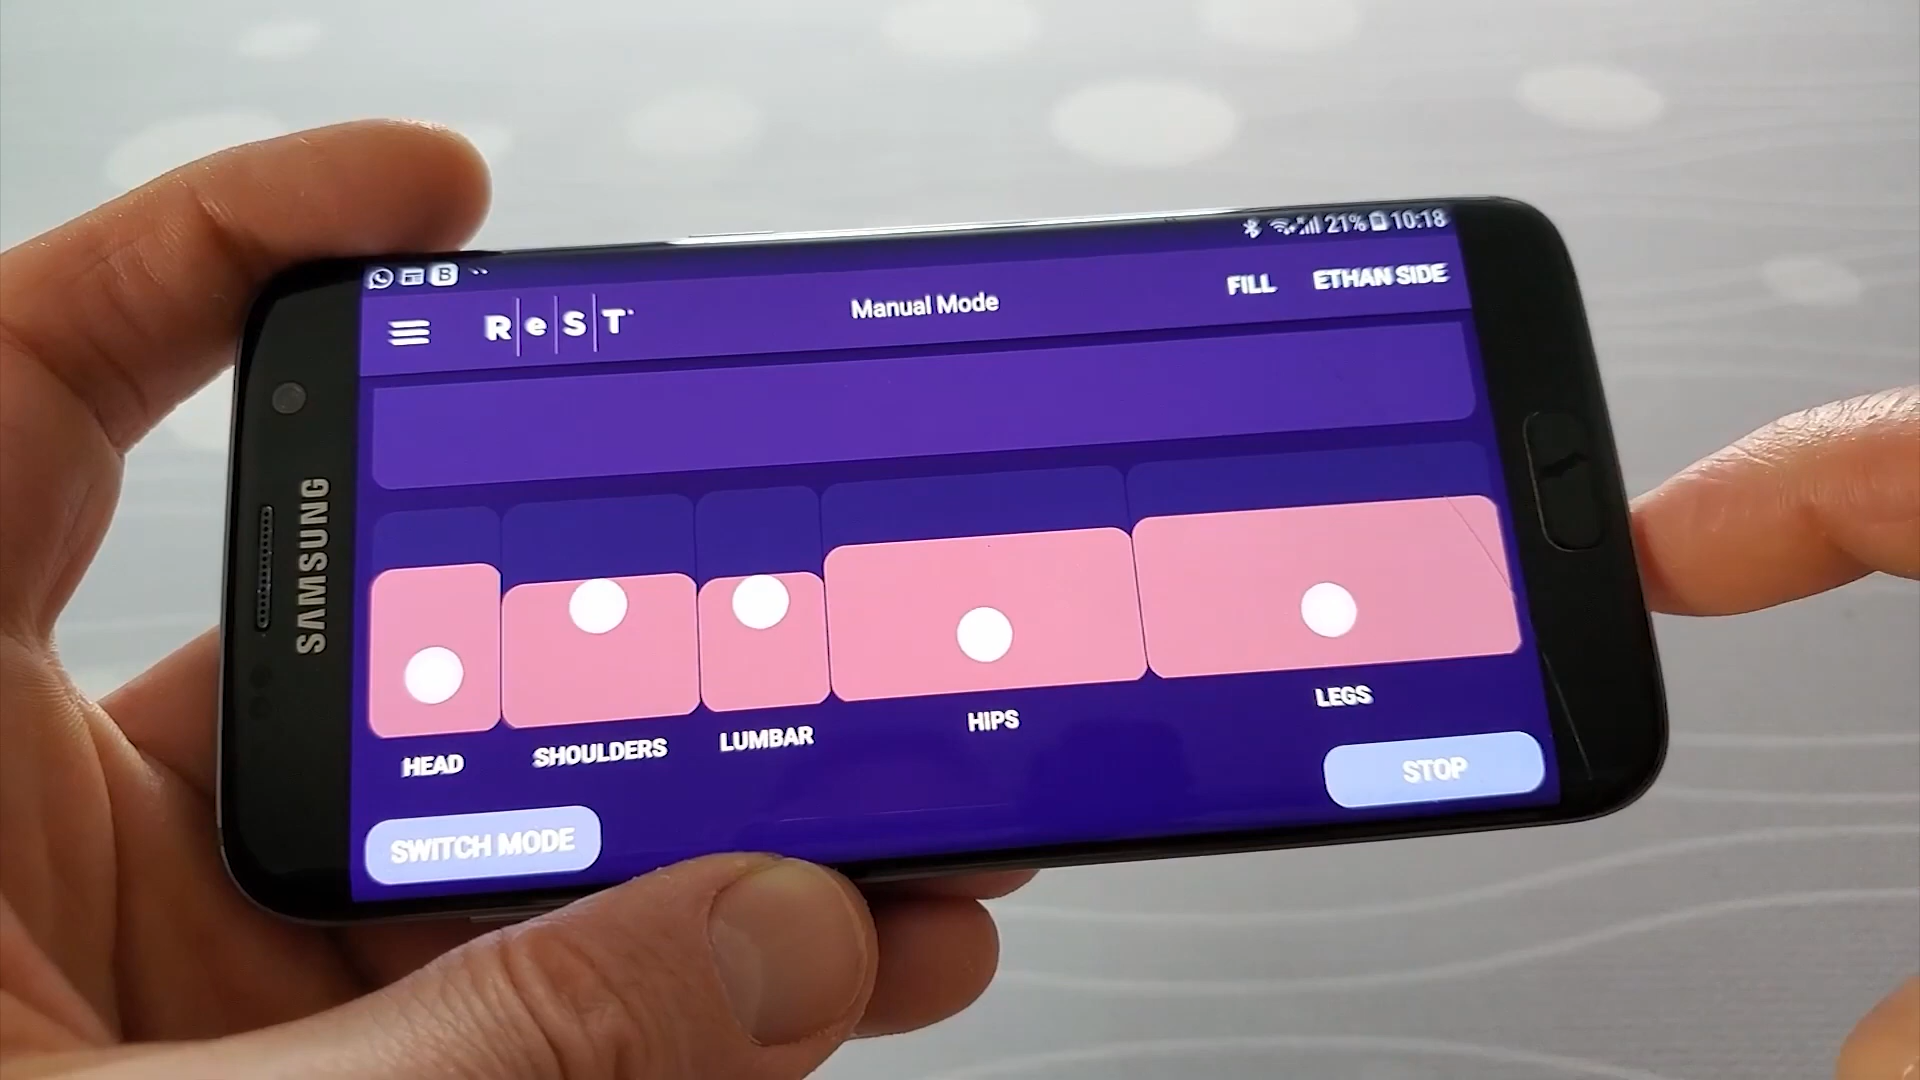 SAMSUNG
B 21% 10:18
ReST Manual Mode FILL ETHAN SIDE
HEAD SHOULDERS LUMBAR HIPS LEGS
SWITCH MODE STOP